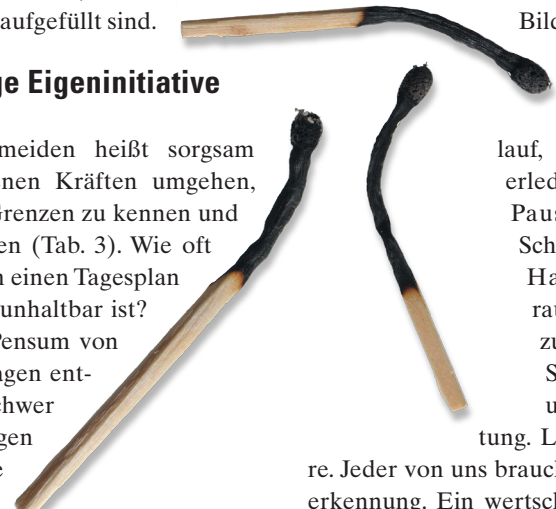 aufgefüllt sind.
ge Eigeninitiative
meiden heißt sorgsam
enen Kräften umgehen,
Grenzen zu kennen und
en (Tab. 3). Wie oft
n einen Tagesplan
unhaltbar ist?
Pensum von
agen ent-
chwer
gen
e
Bild
lauf,
erled
Paus
Sch
Ha
rau
zu
S
u
tung. L
re. Jeder von uns brauch
erkennung. Ein wertsch